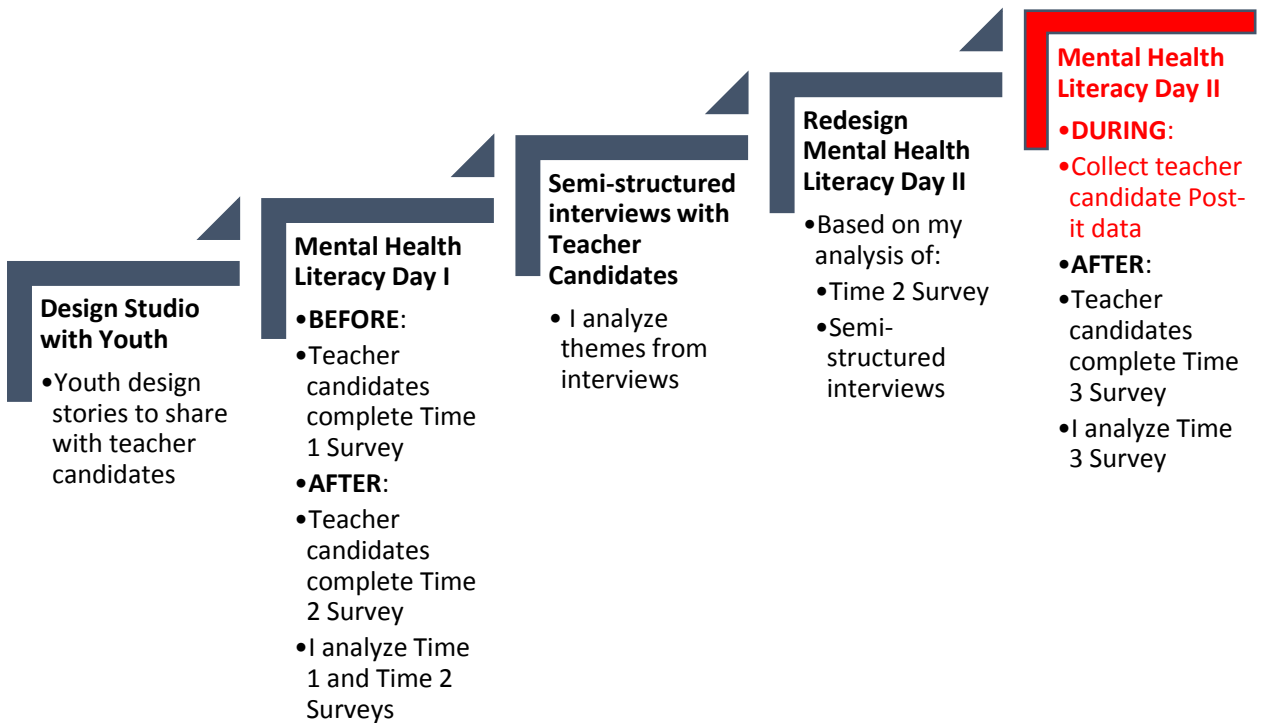 Design Studio
with Youth
•Youth design
stories to share
with teacher
candidates
Mental Health
Literacy Day I
•BEFORE:
•Teacher
candidates
complete Time
1 Survey
•AFTER:
•Teacher
candidates
complete Time
2 Survey
•I analyze Time
1 and Time 2
Surveys
Semi-structured
interviews with
Teacher
Candidates
• I analyze
themes from
interviews
Redesign
Mental Health
Literacy Day II
•Based on my
analysis of:
•Time 2 Survey
•Semi-
structured
interviews
Mental Health
Literacy Day II
•DURING:
•Collect teacher
candidate Post-
it data
•AFTER:
•Teacher
candidates
complete Time
3 Survey
•I analyze Time
3 Survey